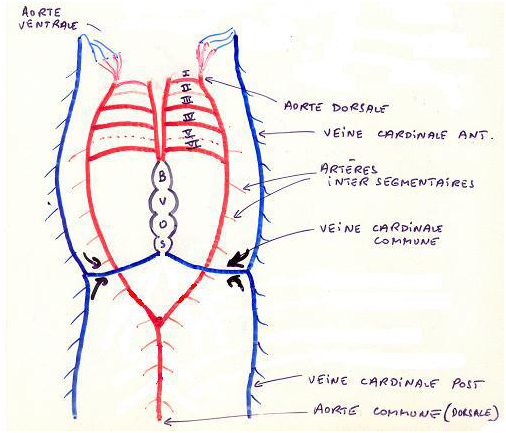 AORTE
VENTRALE
I
II
III
IV
V
VI
AORTE DORSALE
VEINE CARDINALE ANT.
ARTÈRES
INTER SEGMENTAIRES
B
V
O
S
VEINE CARDINALE
COMMUNE
VEINE CARDINALE POST
AORTE COMMUNE (DORSALE)